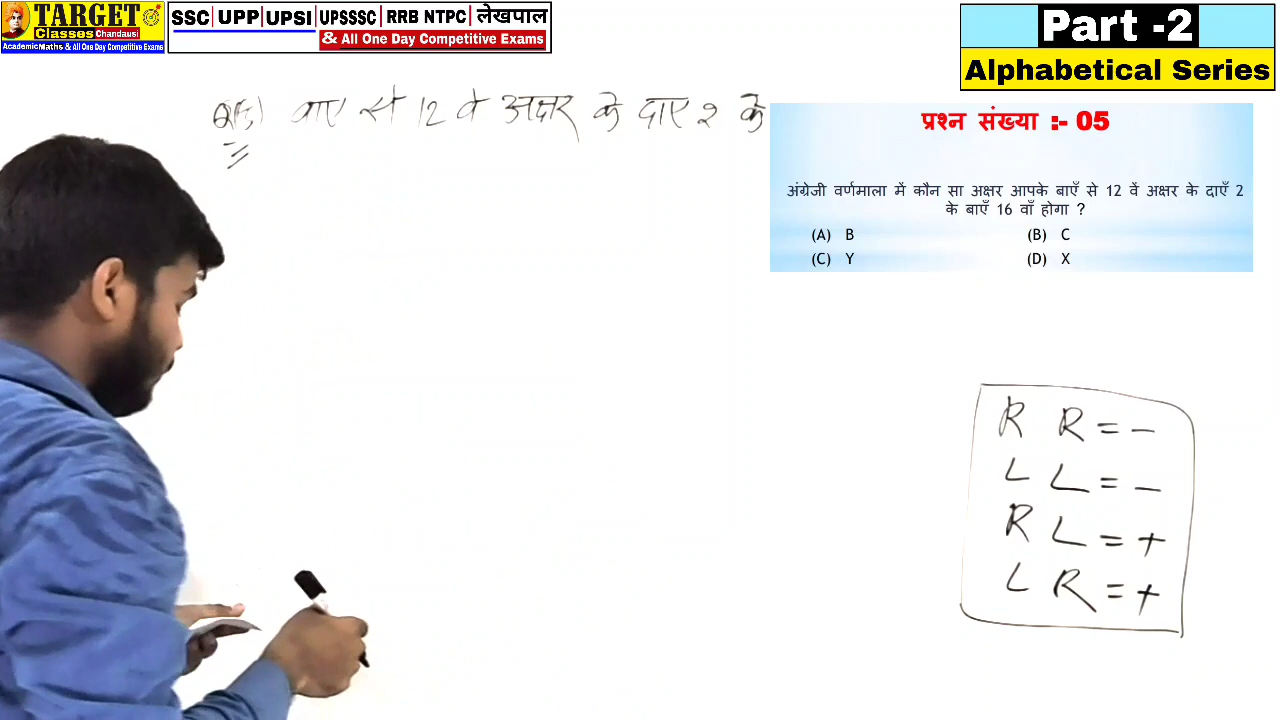 TARGET
Classes Chandausi
Academic Maths & All One Day Competitive Exams
SSC UPP UPSI UPSSSC RRB NTPC लेखपाल
& All One Day Competitive Exams
Part -2
Alphabetical Series
बाए से 12 वे अक्षर के दाए 2 के
प्रश्न संख्या :- 05
अंग्रेजी वर्णमाला में कौन सा अक्षर आपके बाएँ से 12 वें अक्षर के दाएँ 2
के बाएँ 16 वाँ होगा ?
(A) B (B) C
(C) Y (D) X
R R = -
L L = -
R L = +
L R = +